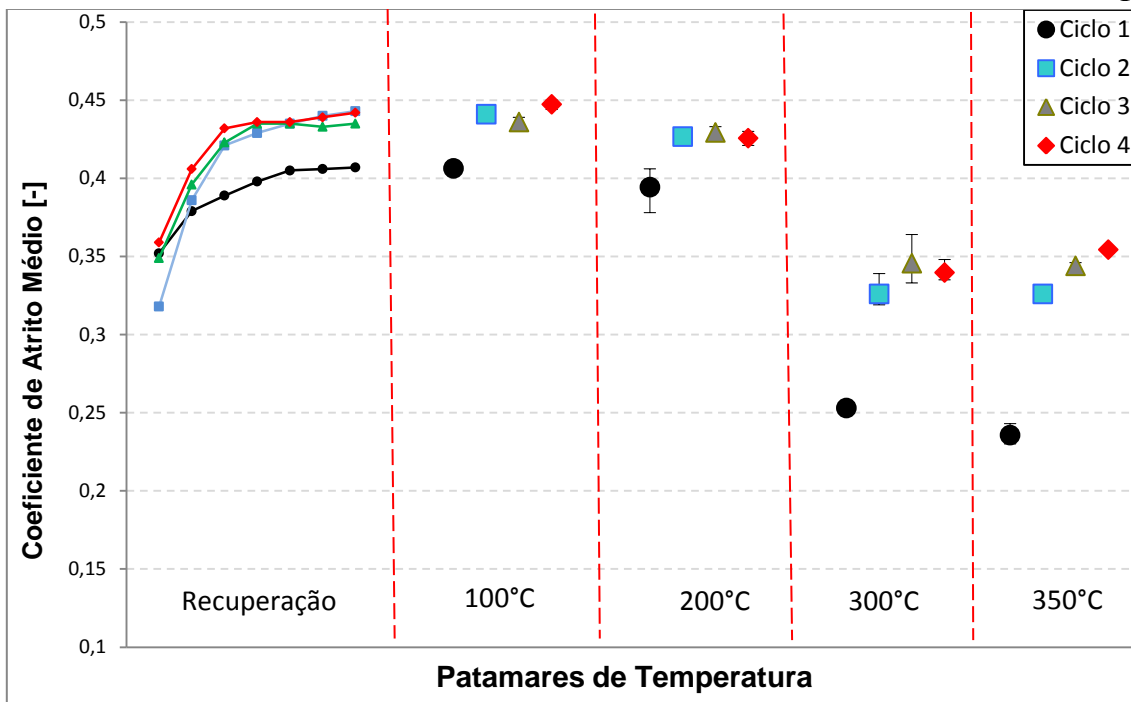 0,5
0,45
0,4
0,35
0,3
0,25
0,2
0,15
0,1
Coeficiente de Atrito Médio [-]
Ciclo 1
Ciclo 2
Ciclo 3
Ciclo 4
Recuperação
100°C
200°C
300°C
350°C
Patamares de Temperatura